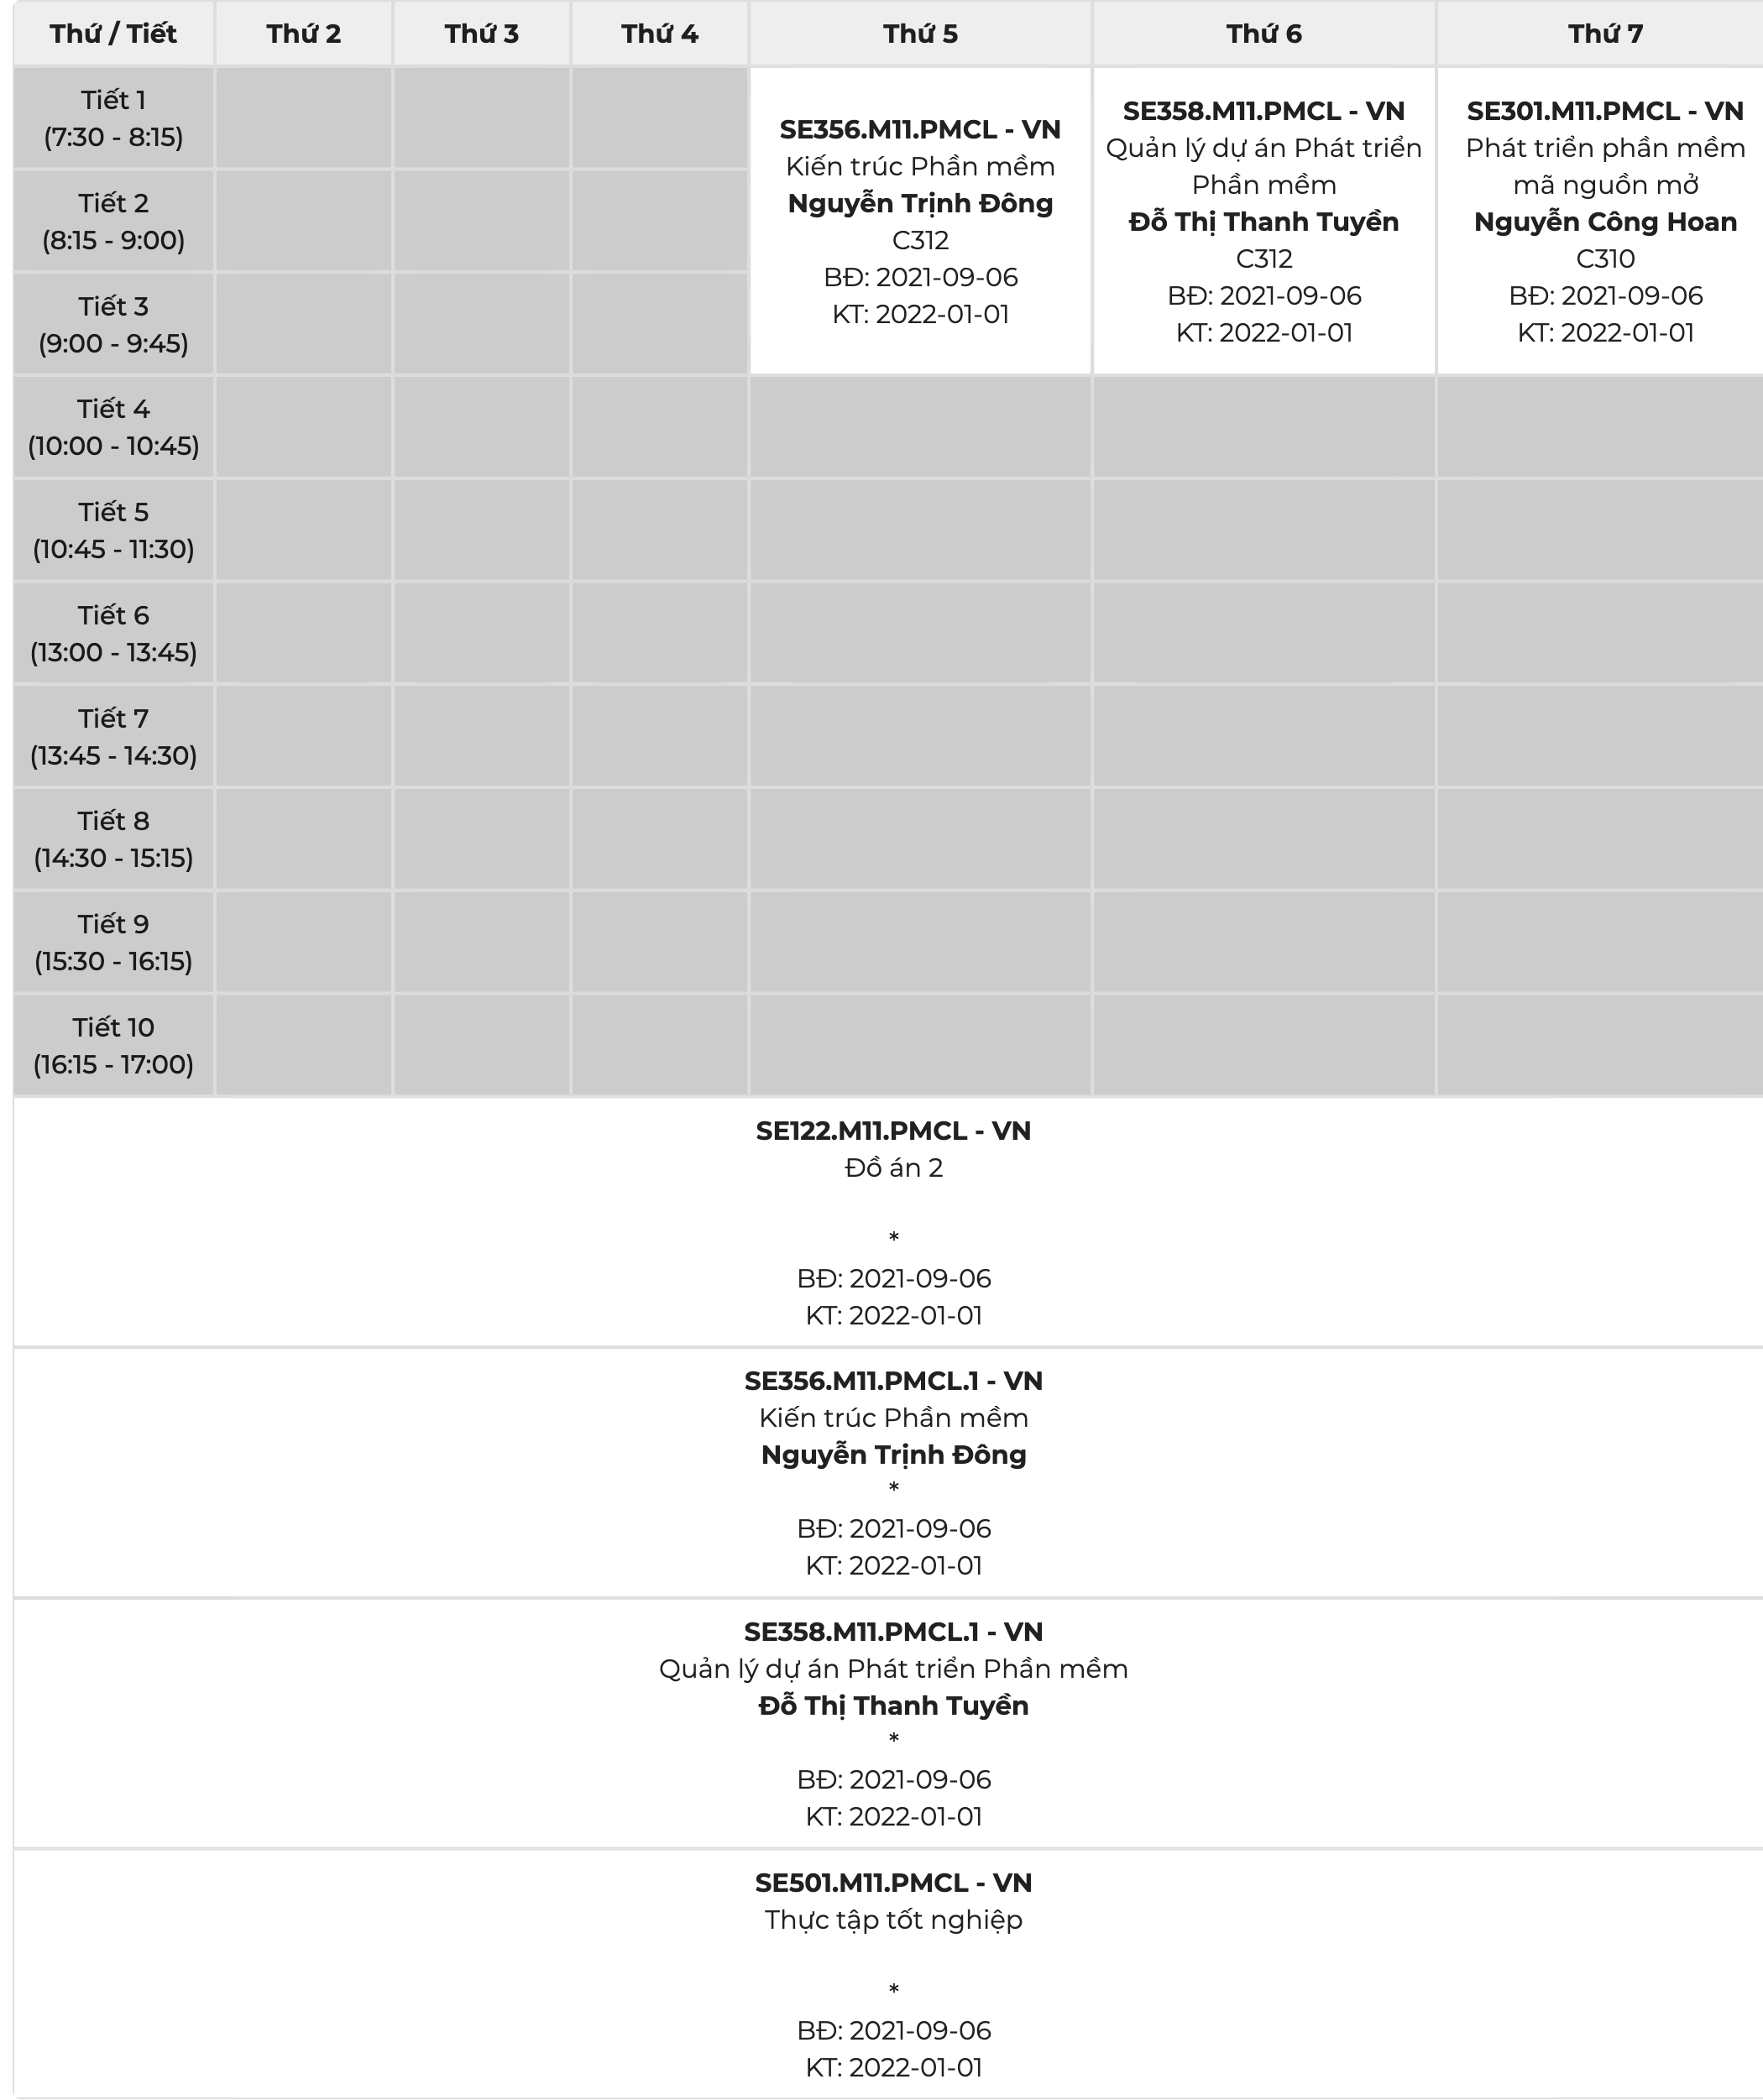 Thứ / Tiết
Thứ 2
Thứ 3
Thứ 4
Thứ 5
Thứ 6
Thứ 7
Tiết 1
(7:30 - 8:15)
SE356.M11.PMCL - VN
Kiến trúc Phần mềm
Nguyễn Trịnh Đông
C312
BĐ: 2021-09-06
KT: 2022-01-01
SE358.M11.PMCL - VN
Quản lý dự án Phát triển
Phần mềm
Đỗ Thị Thanh Tuyền
C312
BĐ: 2021-09-06
KT: 2022-01-01
SE301.M11.PMCL - VN
Phát triển phần mềm
mã nguồn mở
Nguyễn Công Hoan
C310
BĐ: 2021-09-06
KT: 2022-01-01
Tiết 2
(8:15 - 9:00)
Tiết 3
(9:00 - 9:45)
Tiết 4
(10:00 - 10:45)
Tiết 5
(10:45 - 11:30)
Tiết 6
(13:00 - 13:45)
Tiết 7
(13:45 - 14:30)
Tiết 8
(14:30 - 15:15)
Tiết 9
(15:30 - 16:15)
Tiết 10
(16:15 - 17:00)
SE122.M11.PMCL - VN
Đồ án 2
*
BĐ: 2021-09-06
KT: 2022-01-01
SE356.M11.PMCL.1 - VN
Kiến trúc Phần mềm
Nguyễn Trịnh Đông
*
BĐ: 2021-09-06
KT: 2022-01-01
SE358.M11.PMCL.1 - VN
Quản lý dự án Phát triển Phần mềm
Đỗ Thị Thanh Tuyền
*
BĐ: 2021-09-06
KT: 2022-01-01
SE501.M11.PMCL - VN
Thực tập tốt nghiệp
*
BĐ: 2021-09-06
KT: 2022-01-01